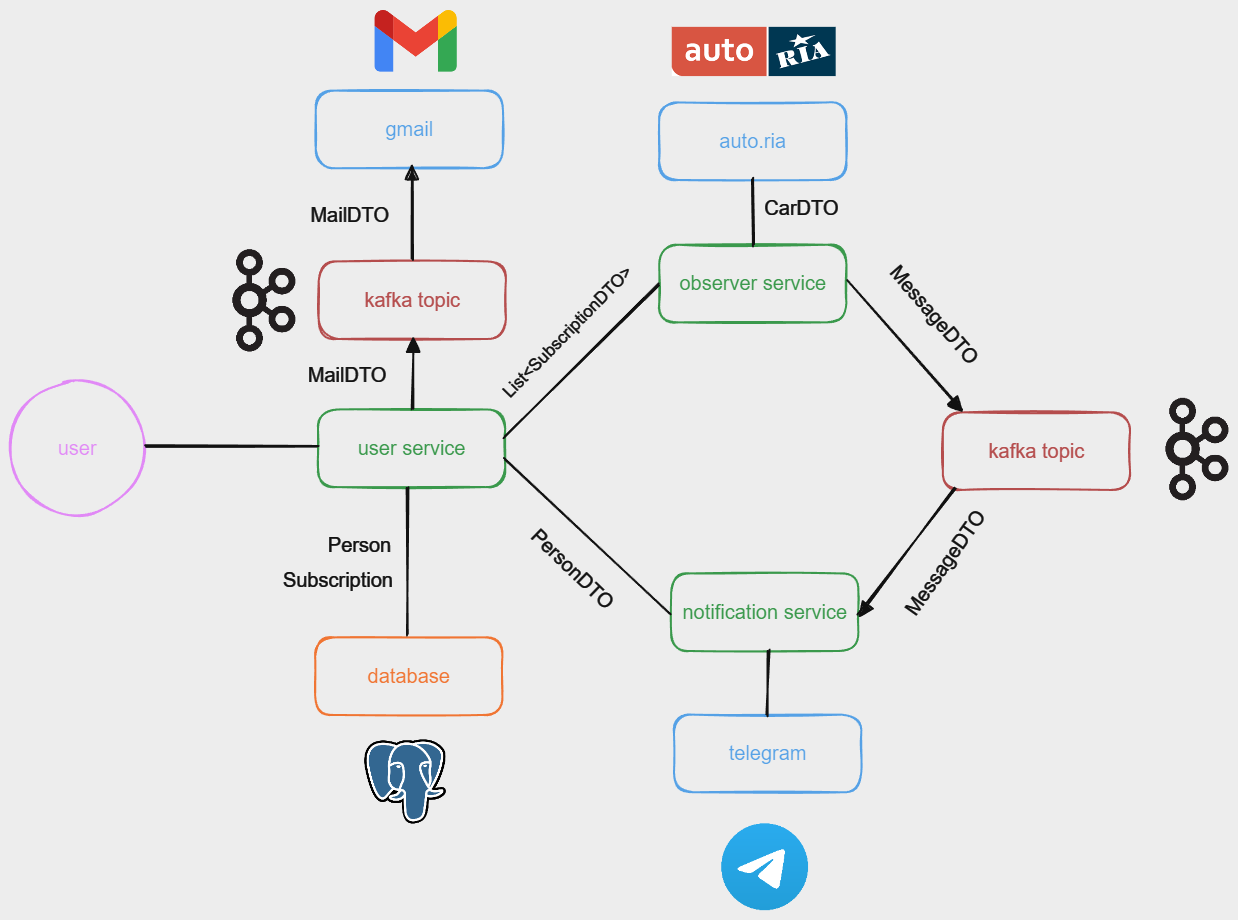 auto RIA
gmail
auto.ria
MailDTO
CarDTO
kafka topic
observer service
List<SubscriptionDTO>
MessageDTO
MailDTO
user
user service
kafka topic
Person
Subscription
PersonDTO
MessageDTO
notification service
database
telegram